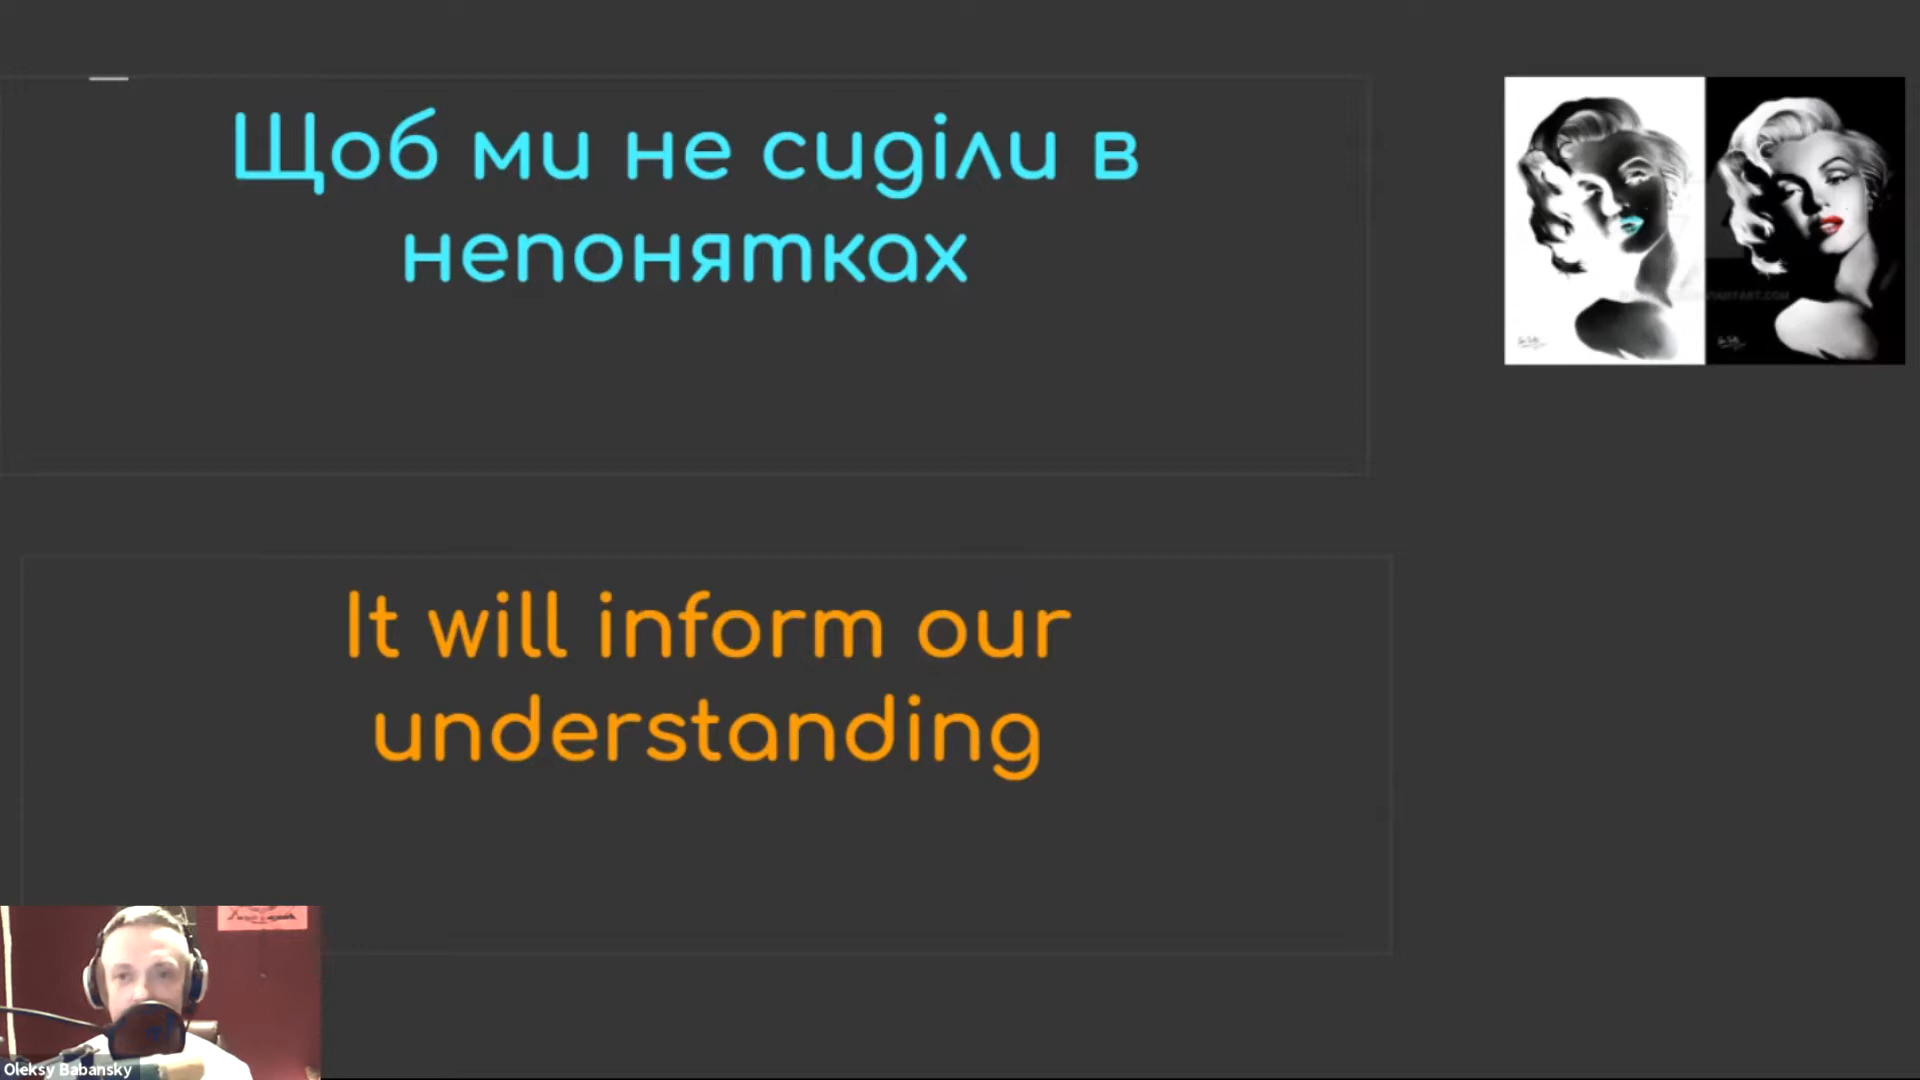 Щоб ми не сиділи в
непонятках
It will inform our
understanding
Oleksy Babansky